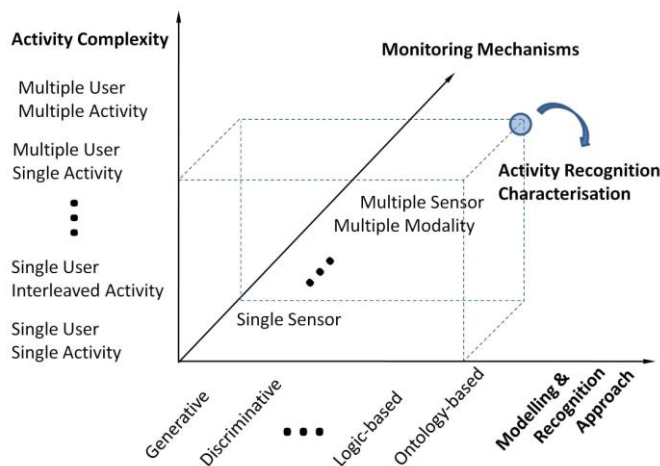 Activity Complexity
Monitoring Mechanisms
Multiple User
Multiple Activity
Multiple User
Single Activity
Activity Recognition
Characterisation
Multiple Sensor
Multiple Modality
Single User
Interleaved Activity
Single Sensor
Single User
Single Activity
Generative
Discriminative
Logic-based
Ontology-based
Modelling &
Recognition
Approach